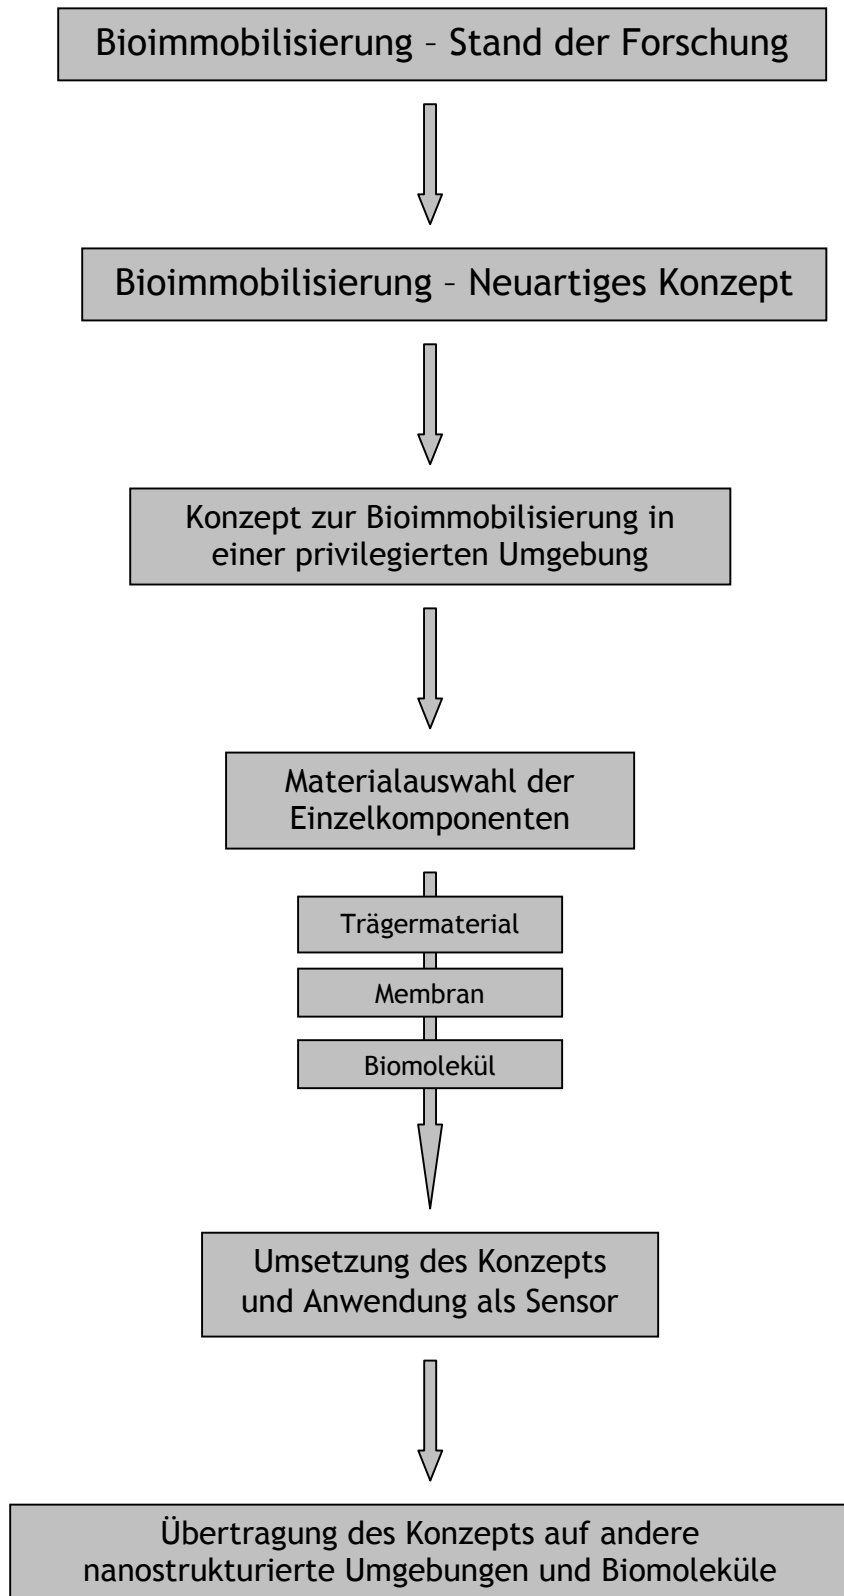 Bioimmobilisierung – Stand der Forschung
Bioimmobilisierung – Neuartiges Konzept
Konzept zur Bioimmobilisierung in
einer privilegierten Umgebung
Materialauswahl der
Einzelkomponenten
Trägermaterial
Membran
Biomolekül
Umsetzung des Konzepts
und Anwendung als Sensor
Übertragung des Konzepts auf andere
nanostrukturierte Umgebungen und Biomoleküle